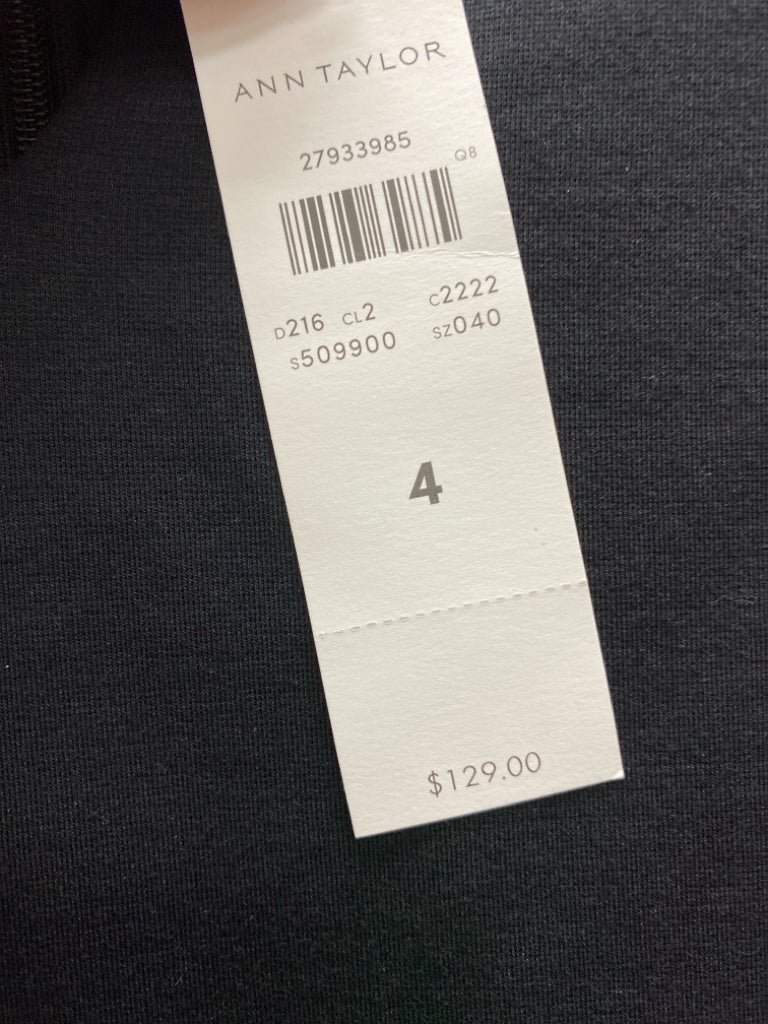 ANN TAYLOR
27933985
Q8
D216 CL2 C2222
S509900 SZ040
4
$129.00